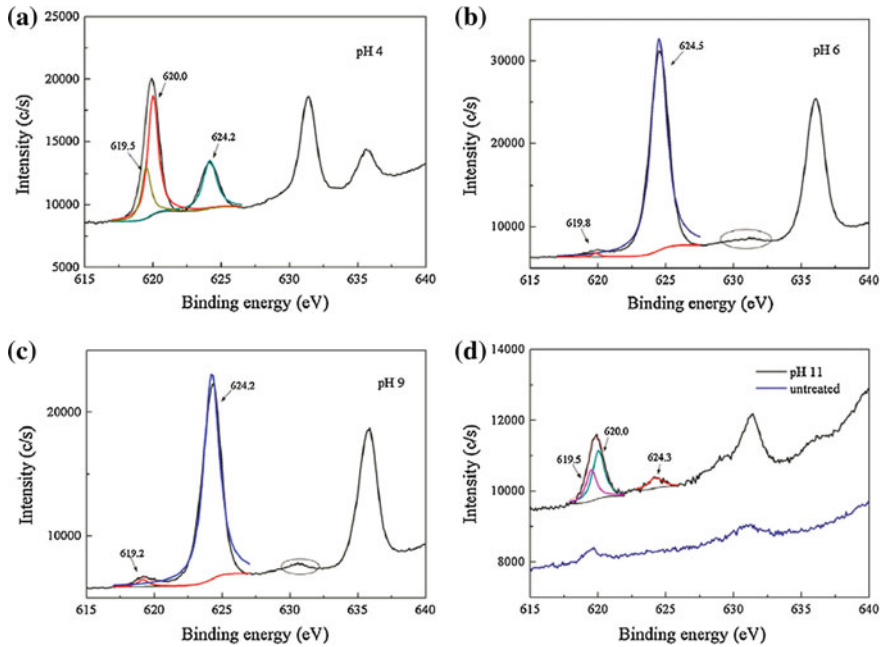 (a)
pH 4
25000
20000
15000
10000
5000
620.0
619.5
624.2
615 620 625 630 635 640
Intensity (c/s)
Binding energy (eV)
(b)
pH 6
30000
20000
10000
624.5
619.8
615 620 625 630 635 640
Intensity (c/s)
Binding energy (eV)
(c)
pH 9
20000
10000
624.2
619.2
615 620 625 630 635 640
Intensity (c/s)
Binding energy (eV)
(d)
pH 11
untreated
14000
12000
10000
8000
620.0
619.5
624.3
615 620 625 630 635 640
Intensity (c/s)
Binding energy (eV)